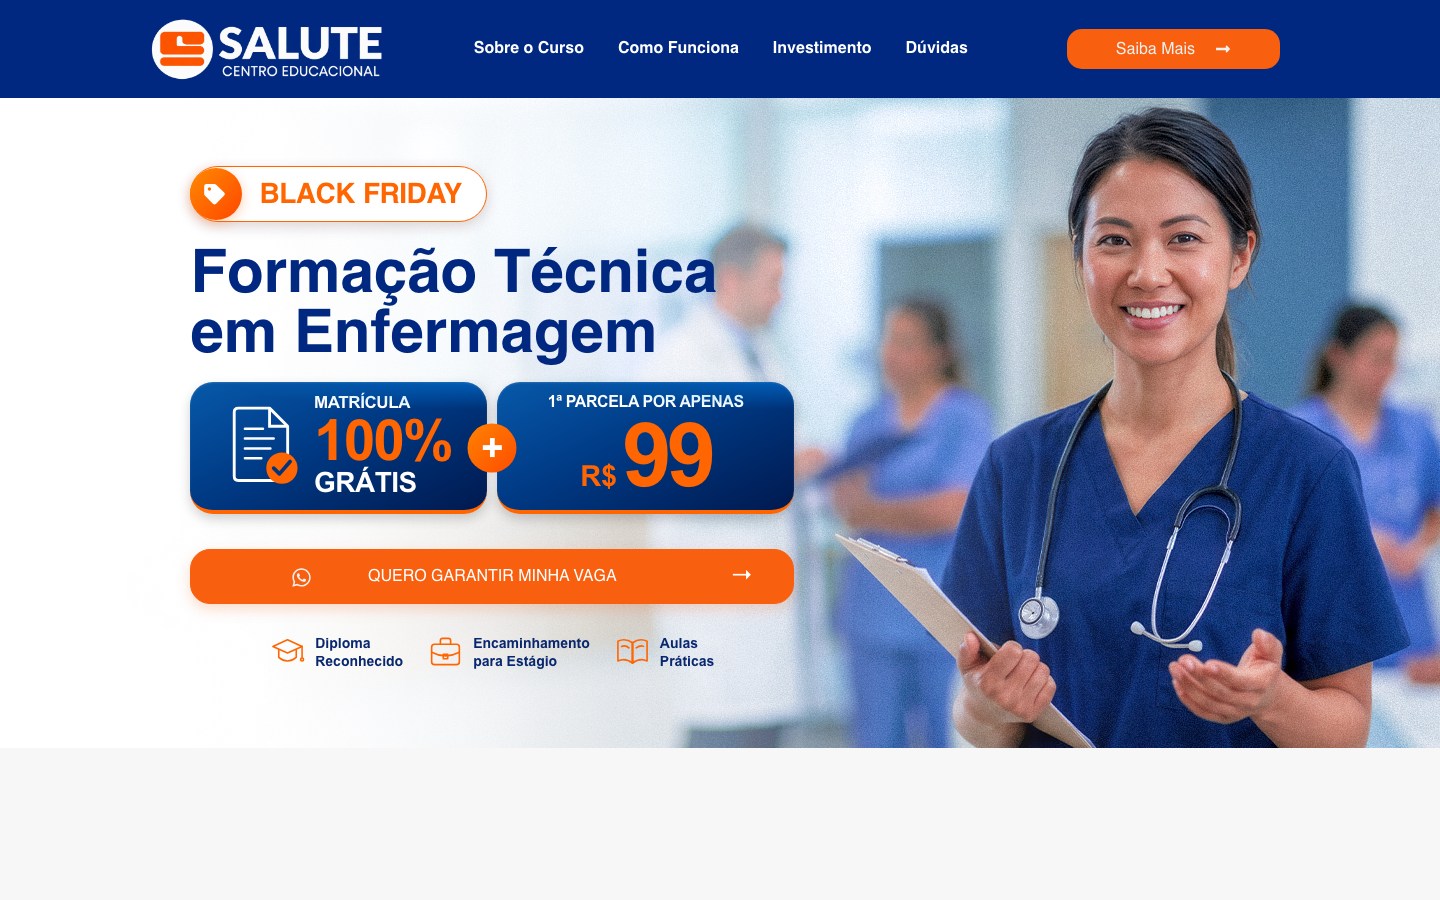 SALUTE
CENTRO EDUCACIONAL
Sobre o Curso
Como Funciona
Investimento
Dúvidas
Saiba Mais
BLACK FRIDAY
Formação Técnica
em Enfermagem
MATRÍCULA
100%
GRÁTIS
+
1ª PARCELA POR APENAS
R$ 99
QUERO GARANTIR MINHA VAGA
Diploma
Reconhecido
Encaminhamento
para Estágio
Aulas
Práticas